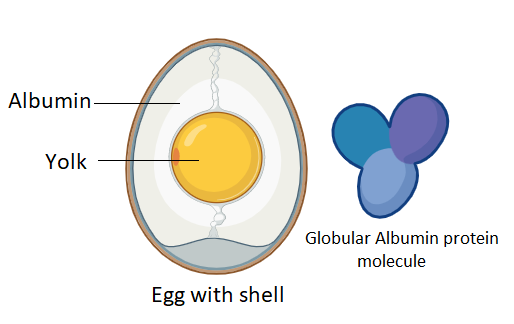 Albumin
Yolk
Globular Albumin protein
molecule
Egg with shell